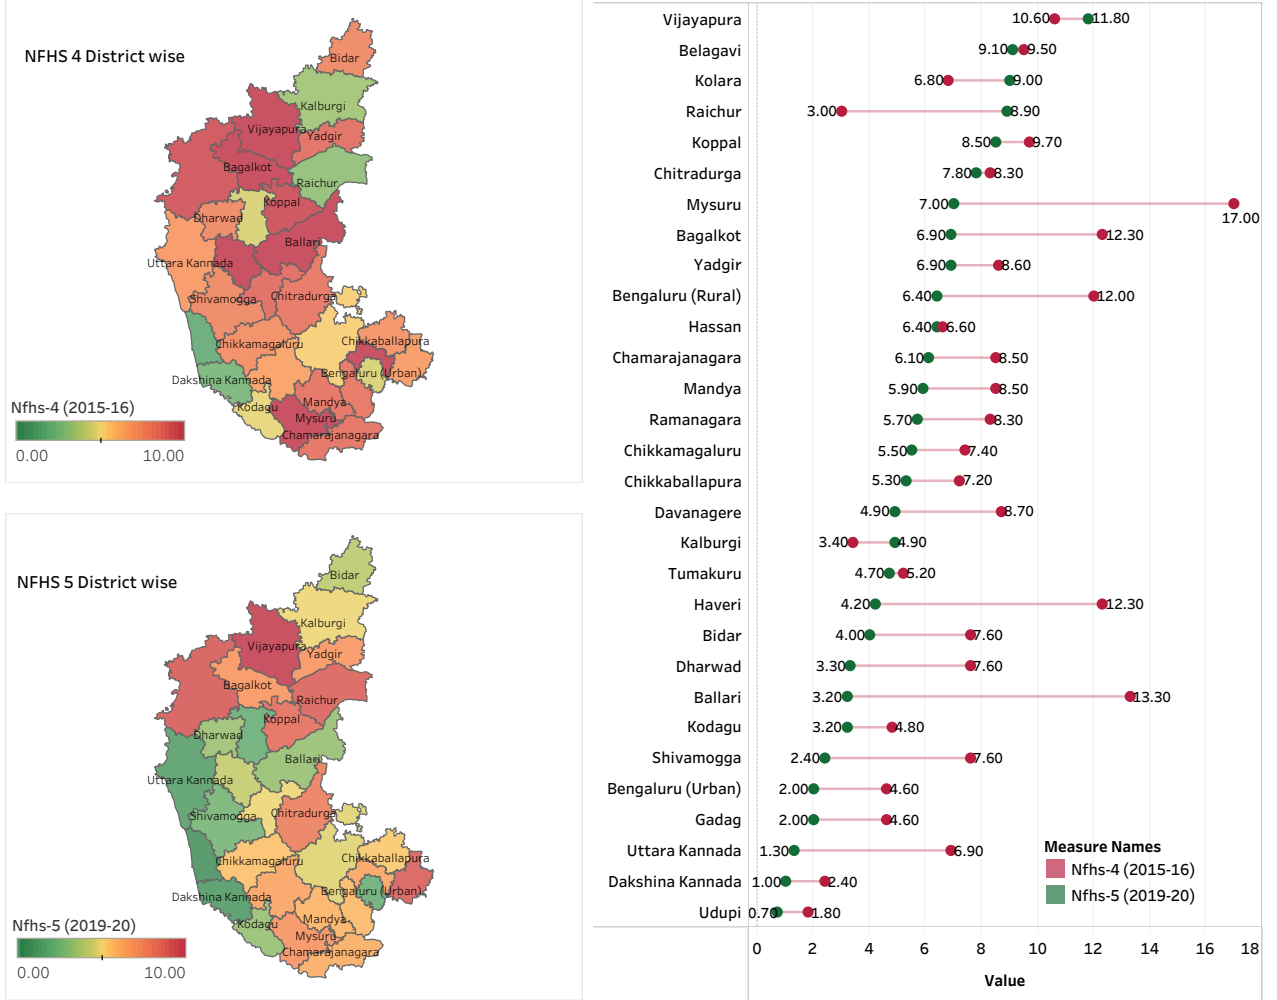 NFHS 4 District wise
Bidar
Kalburgi
Vijayapura
Yadgir
Bagalkot
Raichur
Koppal
Dharwad
Ballari
Uttara Kannada
Shivamogga
Chitradurga
Chikkamagaluru
Chikkaballapura
Dakshina Kannada
Bengaluru (Urban)
Kodagu
Mandya
Mysuru
Chamarajanagara
Nfhs-4 (2015-16)
0.00 10.00
NFHS 5 District wise
Bidar
Kalburgi
Vijayapura
Yadgir
Bagalkot
Raichur
Koppal
Dharwad
Ballari
Uttara Kannada
Shivamogga
Chitradurga
Chikkamagaluru
Chikkaballapura
Dakshina Kannada
Bengaluru (Urban)
Kodagu
Mandya
Mysuru
Chamarajanagara
Nfhs-5 (2019-20)
0.00 10.00
Vijayapura 10.60 11.80
Belagavi 9.10 9.50
Kolara 6.80 9.00
Raichur 3.00 8.90
Koppal 8.50 9.70
Chitradurga 7.80 8.30
Mysuru 7.00 17.00
Bagalkot 6.90 12.30
Yadgir 6.90 8.60
Bengaluru (Rural) 6.40 12.00
Hassan 6.40 6.60
Chamarajanagara 6.10 8.50
Mandya 5.90 8.50
Ramanagara 5.70 8.30
Chikkamagaluru 5.50 7.40
Chikkaballapura 5.30 7.20
Davanagere 4.90 8.70
Kalburgi 3.40 4.90
Tumakuru 4.70 5.20
Haveri 4.20 12.30
Bidar 4.00 7.60
Dharwad 3.30 7.60
Ballari 3.20 13.30
Kodagu 3.20 4.80
Shivamogga 2.40 7.60
Bengaluru (Urban) 2.00 4.60
Gadag 2.00 4.60
Uttara Kannada 1.30 6.90
Dakshina Kannada 1.00 2.40
Udupi 0.70 1.80
Measure Names
Nfhs-4 (2015-16)
Nfhs-5 (2019-20)
0 2 4 6 8 10 12 14 16 18
Value